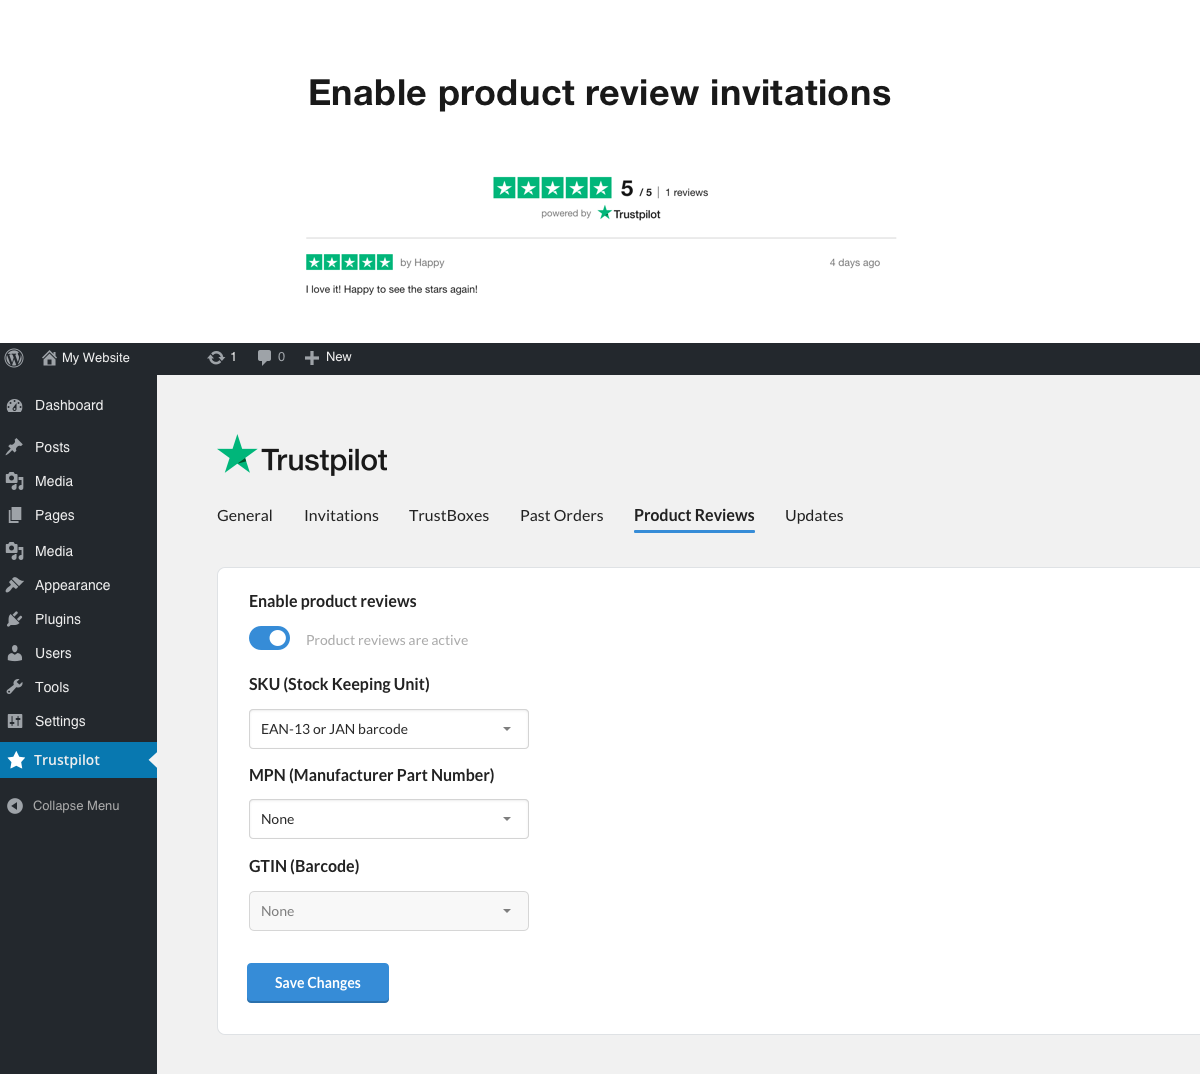 Enable product review invitations
5 / 5 | 1 reviews
powered by Trustpilot
by Happy 4 days ago
I love it! Happy to see the stars again!
My Website 1 0 New
Dashboard
Posts
Media
Pages
Media
Appearance
Plugins
Users
Tools
Settings
Trustpilot
Collapse Menu
Trustpilot
General Invitations TrustBoxes Past Orders Product Reviews Updates
Enable product reviews
Product reviews are active
SKU (Stock Keeping Unit)
EAN-13 or JAN barcode
MPN (Manufacturer Part Number)
None
GTIN (Barcode)
None
Save Changes